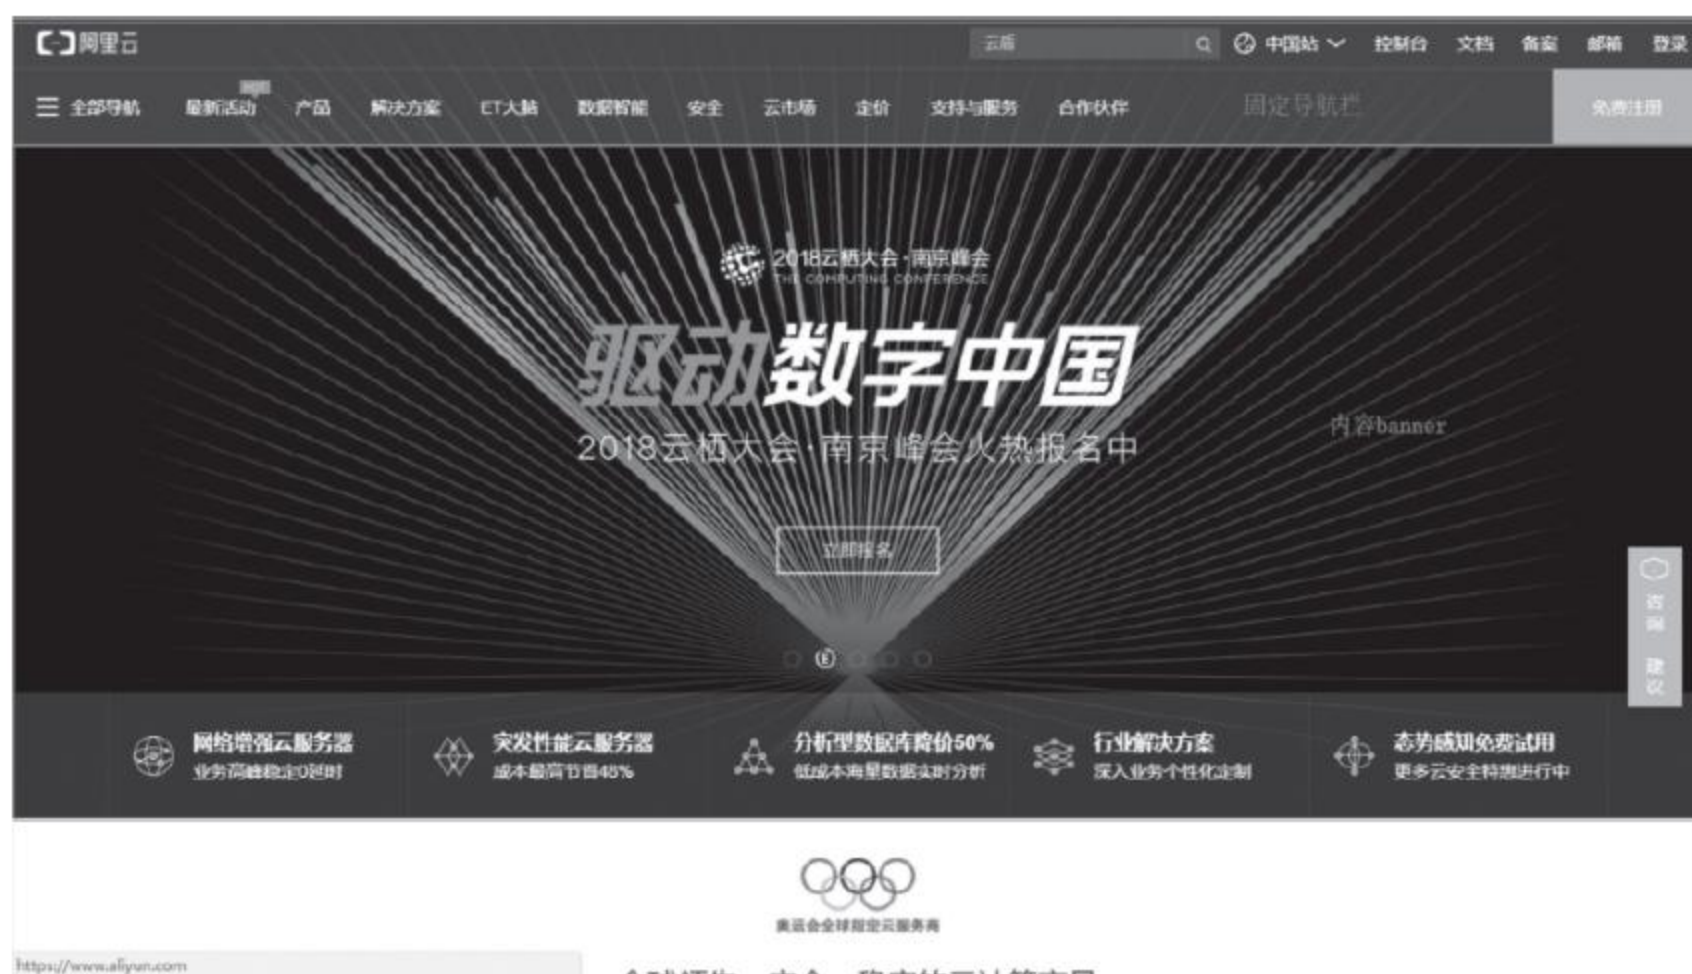 阿里云
云盾 中国站 控制台 文档 备案 邮箱 登录
全部导航 最新活动 产品 解决方案 ET大脑 数据智能 安全 云市场 定价 支持与服务 合作伙伴 固定导航栏 免费注册
2018云栖大会·南京峰会
THE COMPUTING CONFERENCE
驱动数字中国
内容banner
2018云栖大会·南京峰会火热报名中
立即报名
咨询
建议
网络增强云服务器 突发性能云服务器 分析型数据库降价50% 行业解决方案 态势感知免费试用
业务高峰稳定0延时 成本最高节省48% 低成本海量数据实时分析 深入业务个性化定制 更多云安全特惠进行中
奥运会全球指定云服务商
https://www.aliyun.com